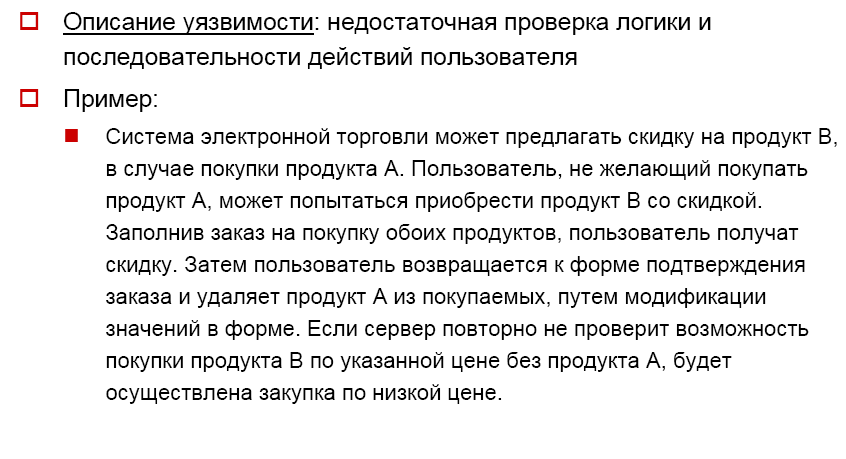 Описание уязвимости: недостаточная проверка логики и
последовательности действий пользователя
Пример:
Система электронной торговли может предлагать скидку на продукт B,
в случае покупки продукта A. Пользователь, не желающий покупать
продукт A, может попытаться приобрести продукт B со скидкой.
Заполнив заказ на покупку обоих продуктов, пользователь получат
скидку. Затем пользователь возвращается к форме подтверждения
заказа и удаляет продукт A из покупаемых, путем модификации
значений в форме. Если сервер повторно не проверит возможность
покупки продукта B по указанной цене без продукта A, будет
осуществлена закупка по низкой цене.